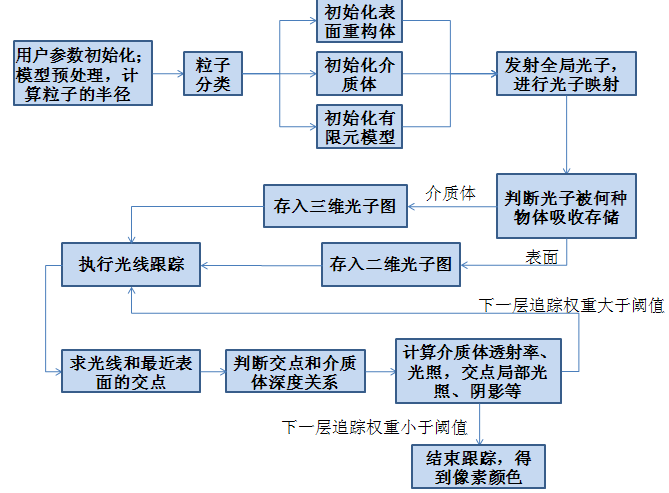 初始化表
面重构体
用户参数初始化;
模型预处理，计
算粒子的半径
粒子
分类
初始化介
质体
发射全局光子，
进行光子映射
初始化有
限元模型
判断光子被何种
物体吸收存储
介质体
存入三维光子图
表面
存入二维光子图
执行光线跟踪
下一层追踪权重大于阈值
求光线和最近表
面的交点
判断交点和介质
体深度关系
计算介质体透射率、
光照，交点局部光
照、阴影等
下一层追踪权重小于阈值
结束跟踪，得
到像素颜色